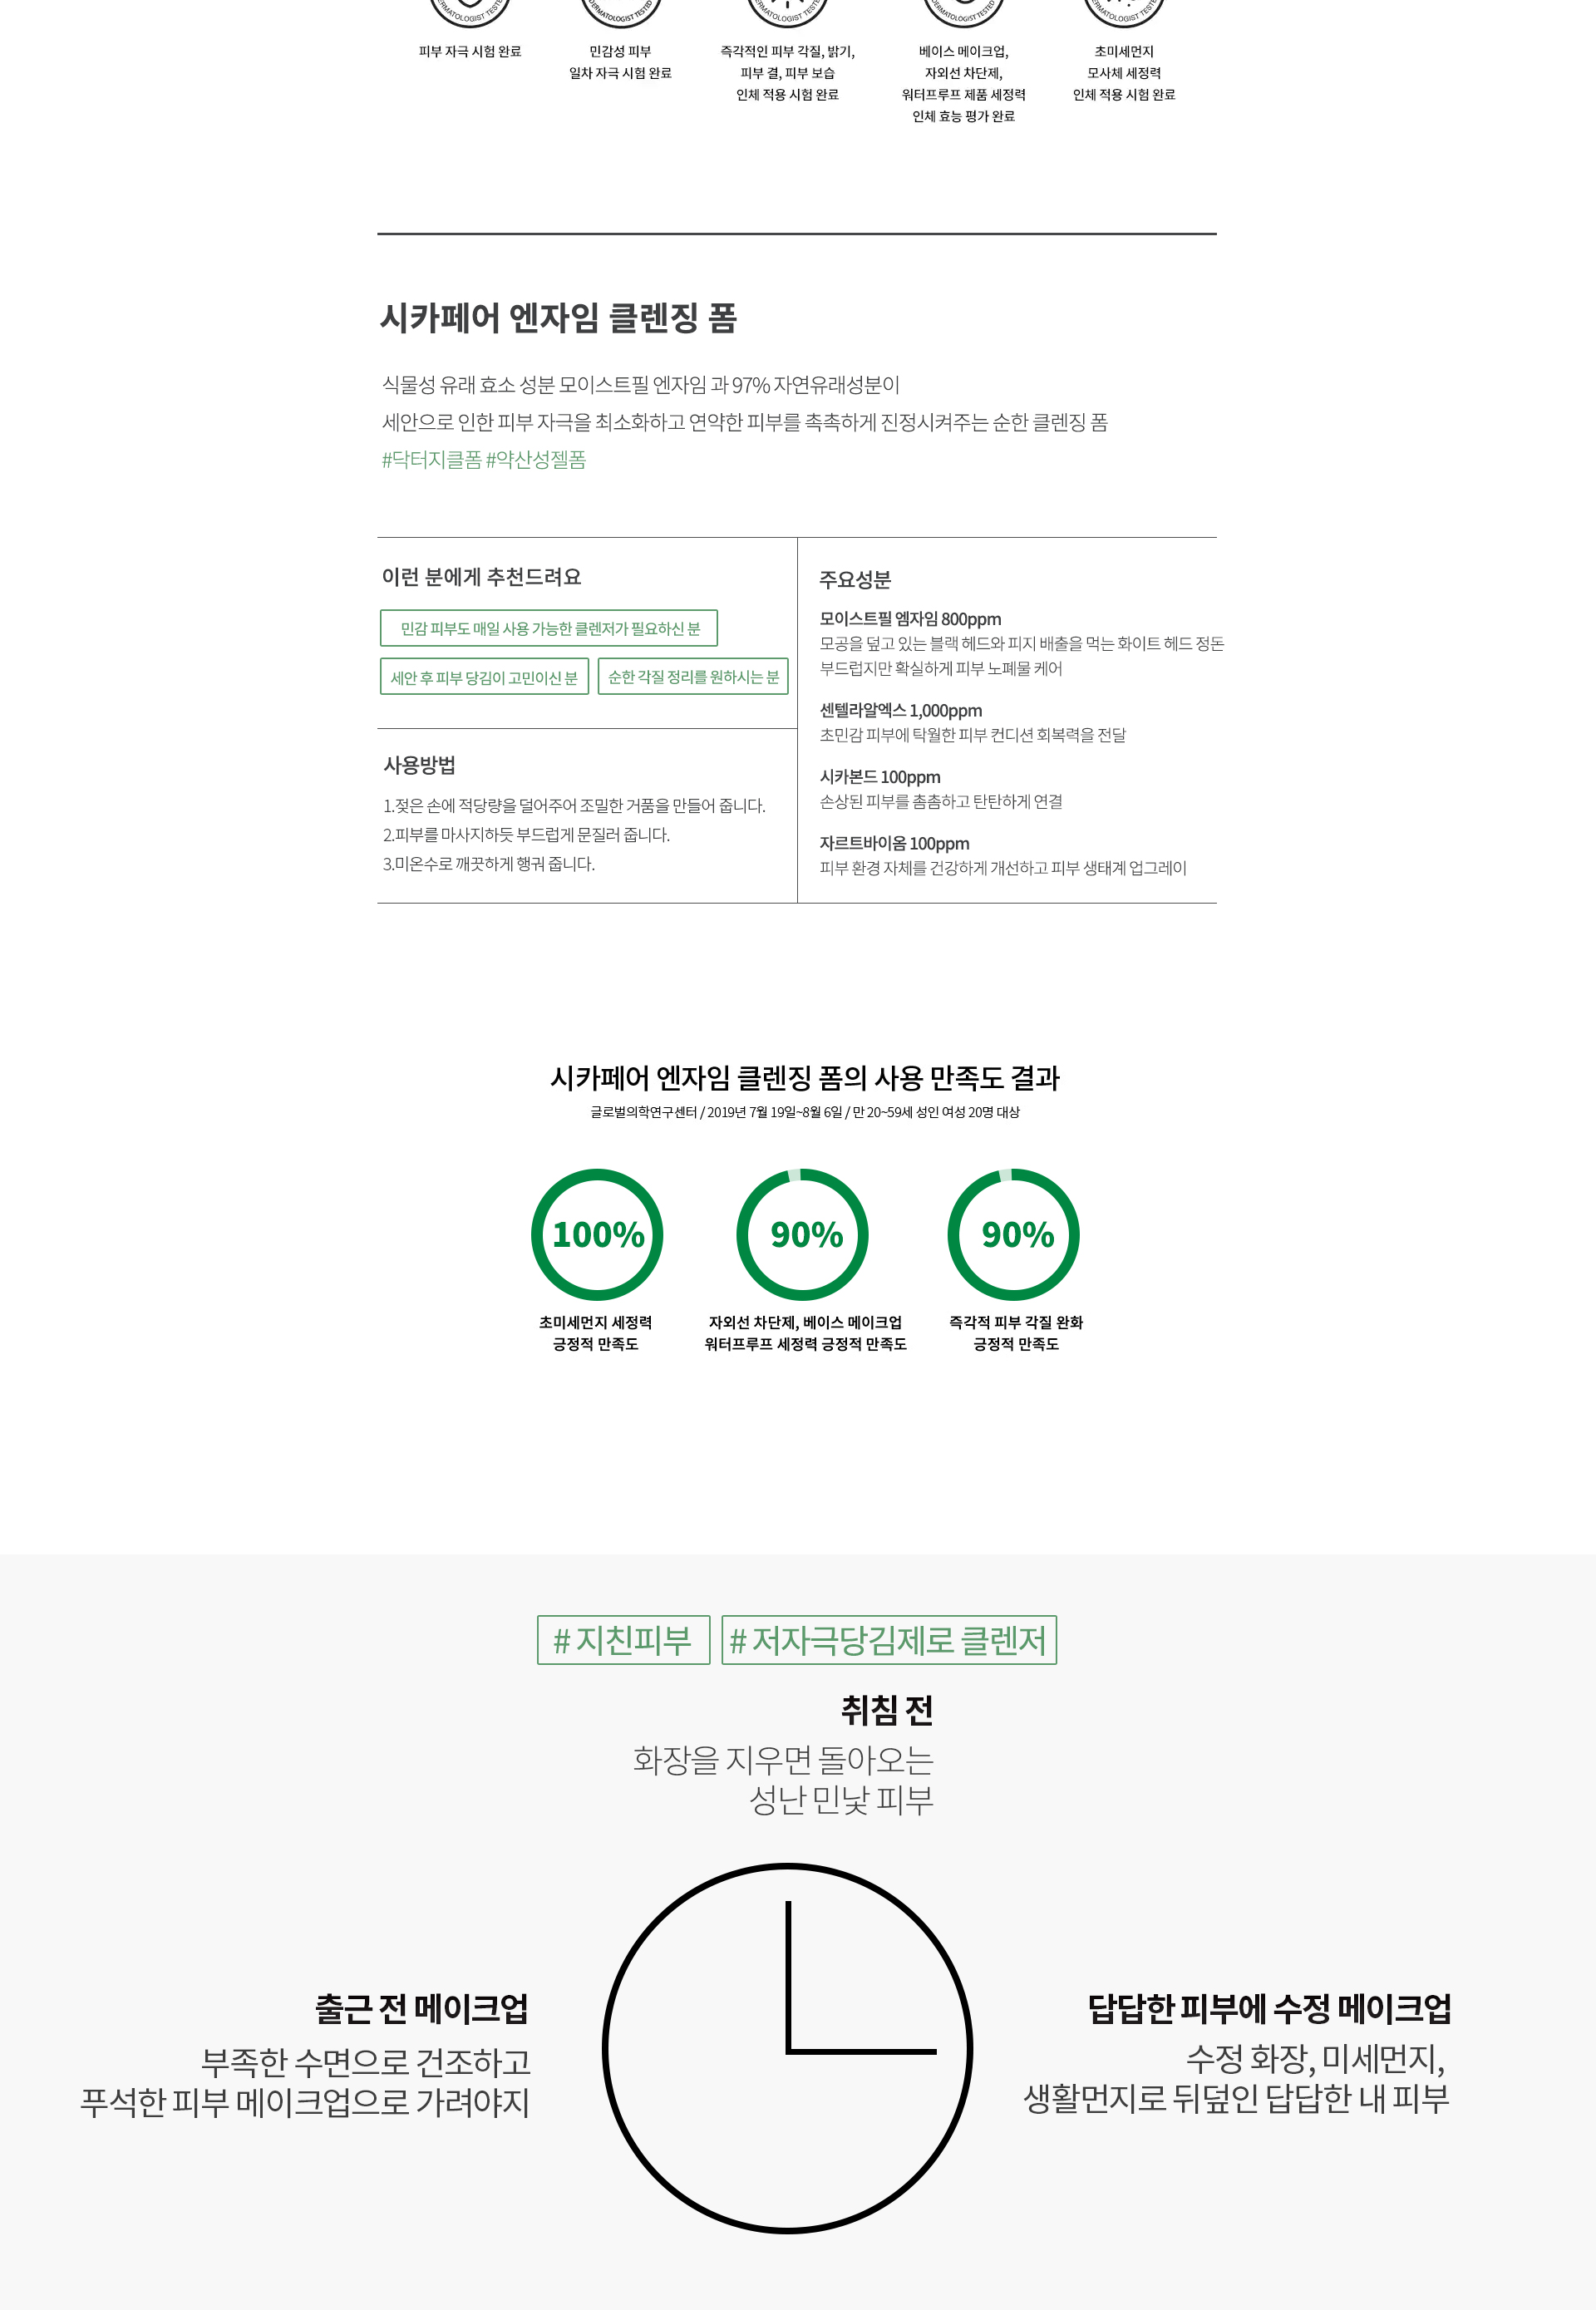 DERMATOLOGIST TESTED
DERMATOLOGIST TESTED
DERMATOLOGIST TESTED
DERMATOLOGIST TESTED
DERMATOLOGIST TESTED
피부 자극 시험 완료
민감성 피부
일차 자극 시험 완료
즉각적인 피부 각질, 밝기,
피부 결, 피부 보습
인체 적용 시험 완료
베이스 메이크업,
자외선 차단제,
워터프루프 제품 세정력
인체 효능 평가 완료
초미세먼지
모사체 세정력
인체 적용 시험 완료
시카페어 엔자임 클렌징 폼
식물성 유래 효소 성분 모이스트필 엔자임 과 97% 자연유래성분이
세안으로 인한 피부 자극을 최소화하고 연약한 피부를 촉촉하게 진정시켜주는 순한 클렌징 폼
#닥터지클폼 #약산성젤폼
이런 분에게 추천드려요
민감 피부도 매일 사용 가능한 클렌저가 필요하신 분
세안 후 피부 당김이 고민이신 분
순한 각질 정리를 원하시는 분
사용방법
1.젖은 손에 적당량을 덜어주어 조밀한 거품을 만들어 줍니다.
2.피부를 마사지하듯 부드럽게 문질러 줍니다.
3.미온수로 깨끗하게 행궈 줍니다.
주요성분
모이스트필 엠자임 800ppm
모공을 덮고 있는 블랙 헤드와 피지 배출을 먹는 화이트 헤드 정돈
부드럽지만 확실하게 피부 노폐물 케어
센텔라알엑스 1,000ppm
초민감 피부에 탁월한 피부 컨디션 회복력을 전달
시카본드 100ppm
손상된 피부를 촘촘하고 탄탄하게 연결
자르트바이옴 100ppm
피부 환경 자체를 건강하게 개선하고 피부 생태계 업그레이
시카페어 엔자임 클렌징 폼의 사용 만족도 결과
글로벌의학연구센터 / 2019년 7월 19일~8월 6일 / 만 20~59세 성인 여성 20명 대상
100%
90%
90%
초미세먼지 세정력
긍정적 만족도
자외선 차단제, 베이스 메이크업
워터프루프 세정력 긍정적 만족도
즉각적 피부 각질 완화
긍정적 만족도
# 지친피부
# 저자극당김제로 클렌저
취침 전
화장을 지우면 돌아오는
성난 민낯 피부
출근 전 메이크업
부족한 수면으로 건조하고
푸석한 피부 메이크업으로 가려야지
답답한 피부에 수정 메이크업
수정 화장, 미세먼지,
생활먼지로 뒤덮인 답답한 내 피부